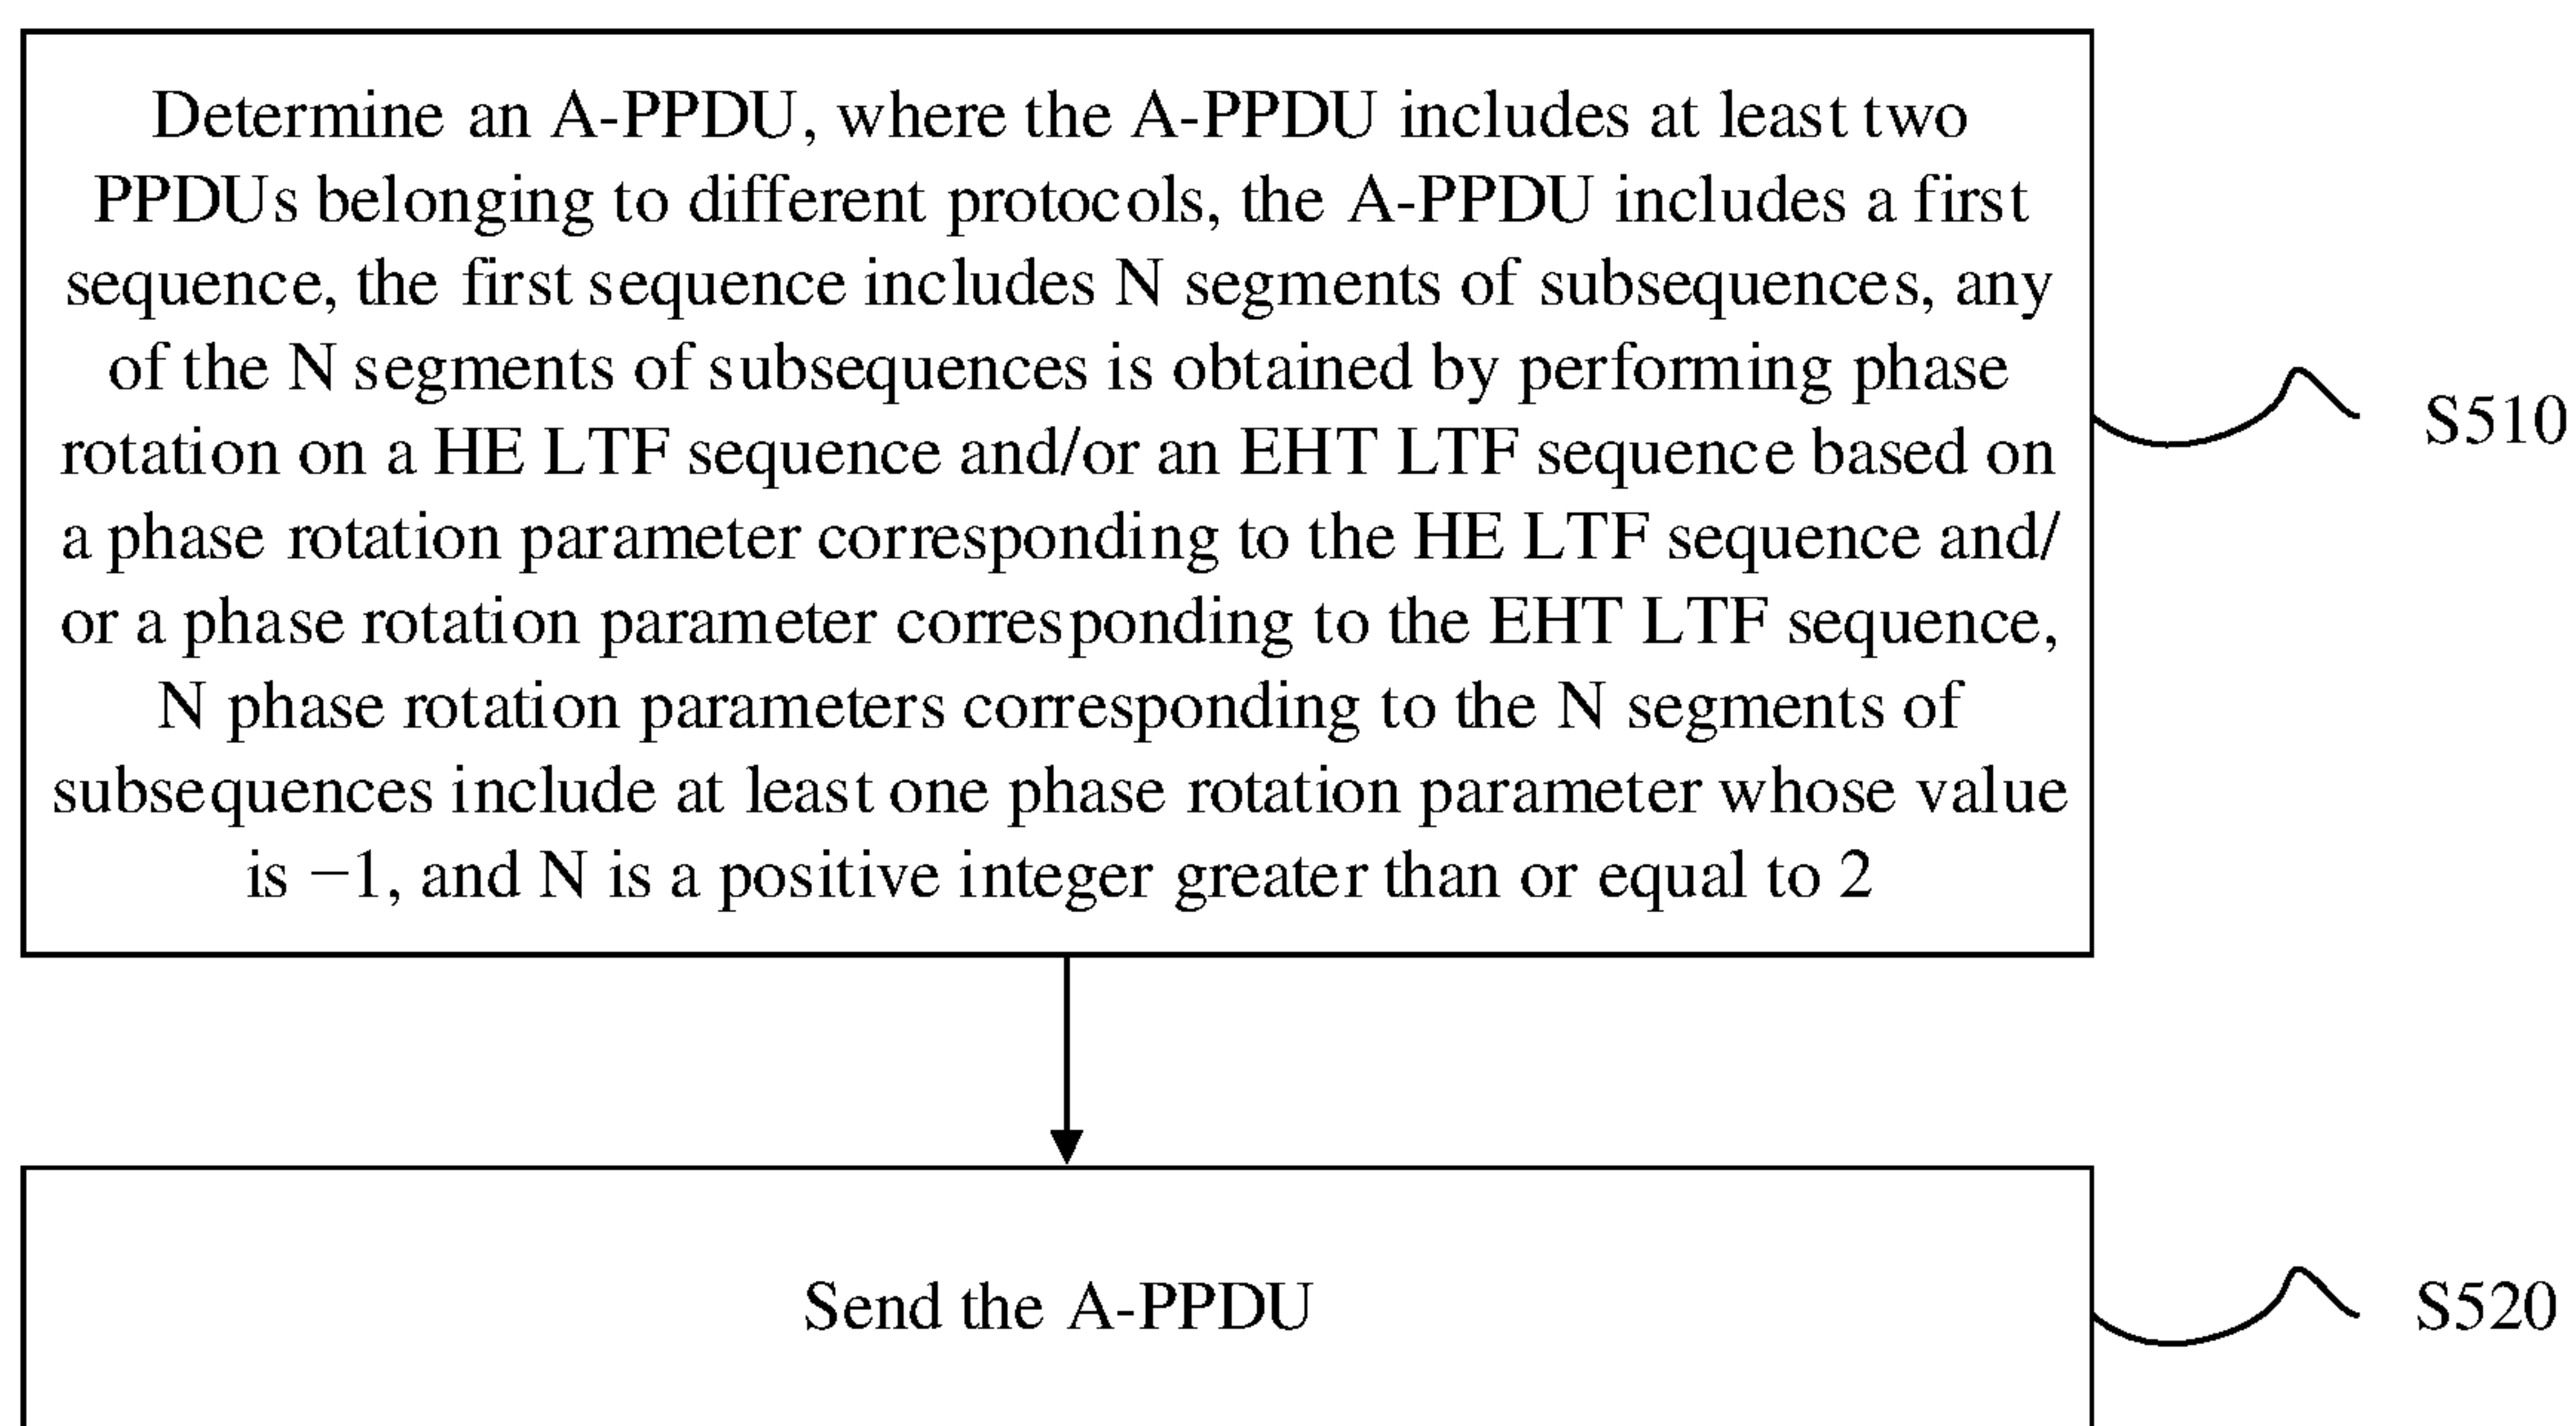 Determine an A-PPDU, where the A-PPDU includes at least two
PPDUs belonging to different protocols, the A-PPDU includes a first
sequence, the first sequence includes N segments of subsequences, any
of the N segments of subsequences is obtained by performing phase
rotation on a HE LTF sequence and/or an EHT LTF sequence based on
a phase rotation parameter corresponding to the HE LTF sequence and/
or a phase rotation parameter corresponding to the EHT LTF sequence,
N phase rotation parameters corresponding to the N segments of
subsequences include at least one phase rotation parameter whose value
is −1, and N is a positive integer greater than or equal to 2
S510
Send the A-PPDU
S520